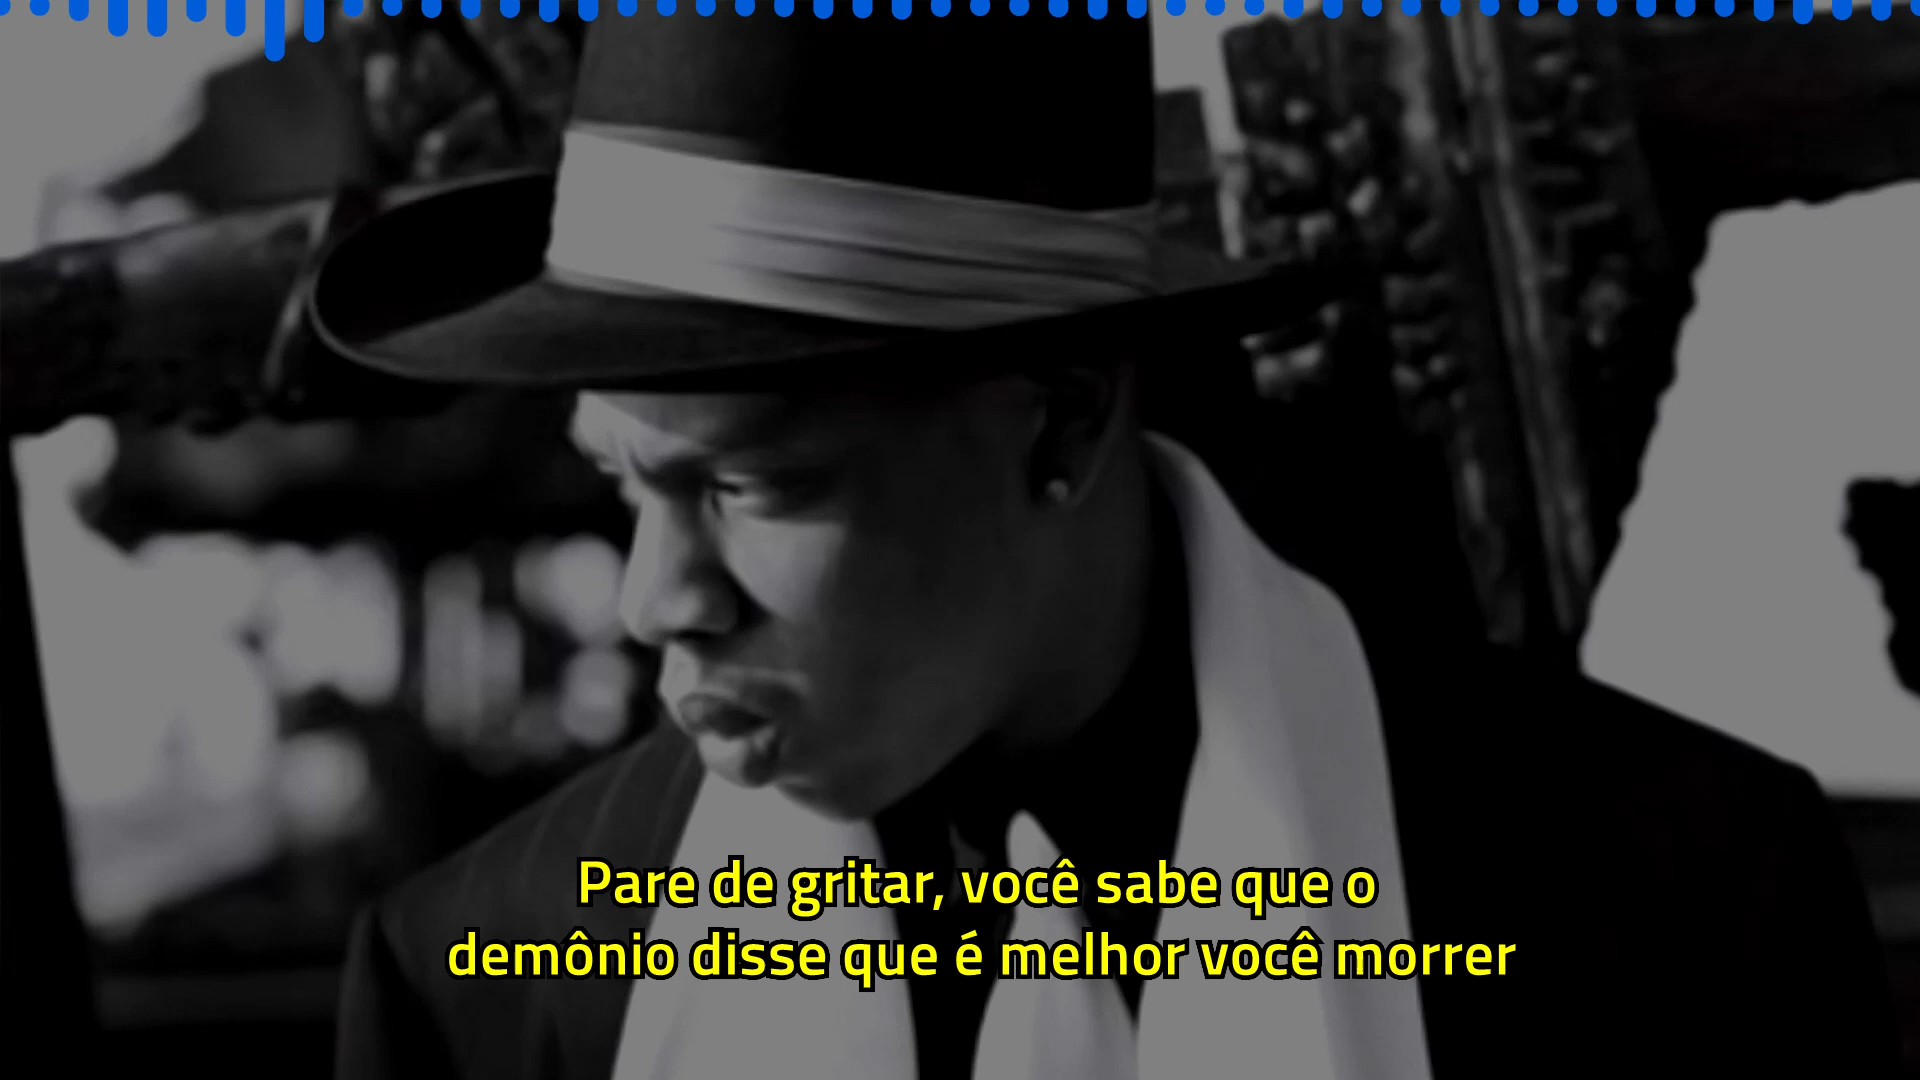 Pare de gritar, você sabe que o
demônio disse que é melhor você morrer